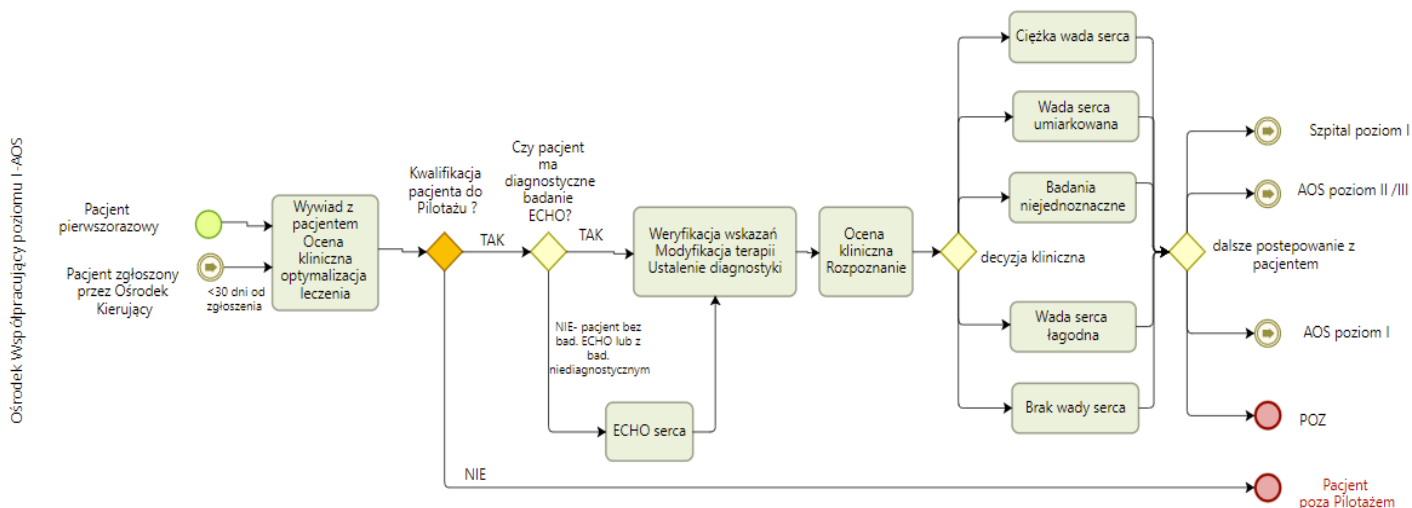 Ośrodek Współpracujący poziomu I-AOS
Pacjent
pierwszorazowy
Pacjent zgłoszony
przez Ośrodek
Kierujący
<30 dni od
zgłoszenia
Wywiad z
pacjentem
Ocena
kliniczna
optymalizacja
leczenia
Kwalifikacja
pacjenta do
Pilotażu ?
TAK
NIE
Czy pacjent
ma
diagnostyczne
badanie
ECHO?
TAK
NIE- pacjent bez
bad. ECHO lub z
bad.
niediagnostycznym
ECHO serca
Weryfikacja wskazań
Modyfikacja terapii
Ustalenie diagnostyki
Ocena
kliniczna
Rozpoznanie
decyzja kliniczna
Ciężka wada serca
Wada serca
umiarkowana
Badania
niejednoznaczne
Wada serca
łagodna
Brak wady serca
dalsze postepowanie z
pacjentem
Szpital poziom I
AOS poziom II /III
AOS poziom I
POZ
Pacjent
poza Pilotażem